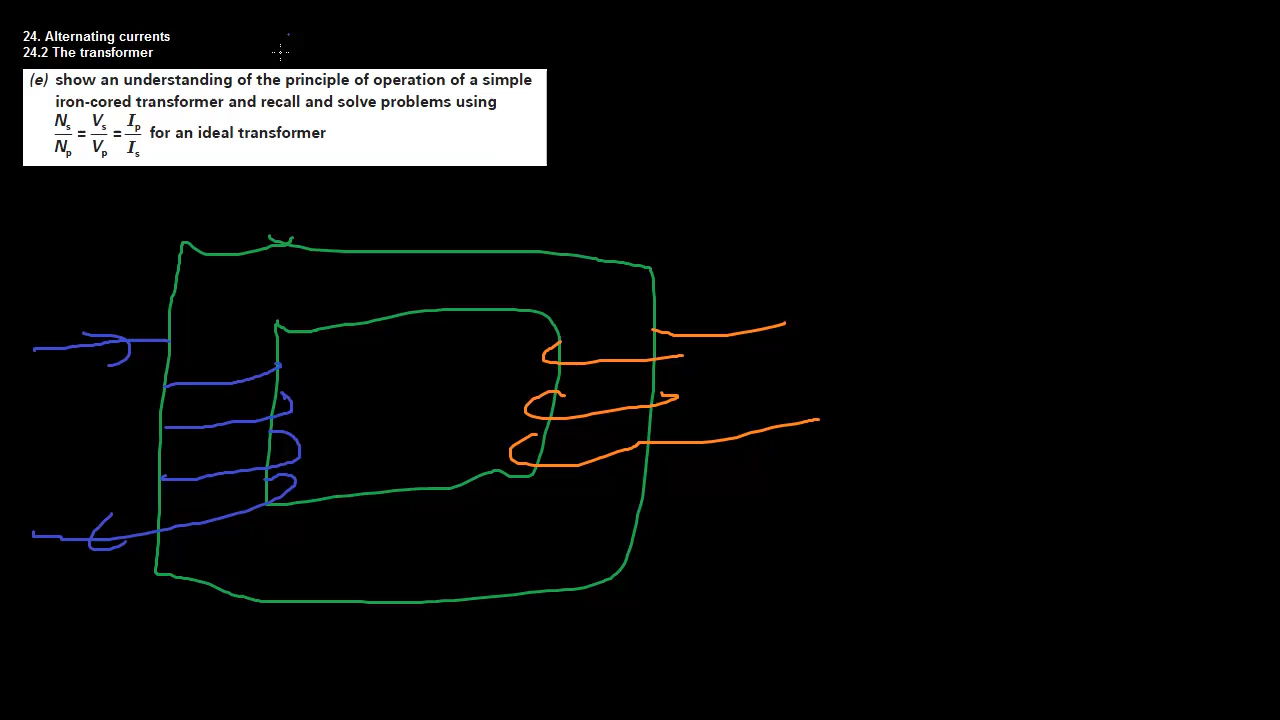 24. Alternating currents
24.2 The transformer
(e) show an understanding of the principle of operation of a simple
iron-cored transformer and recall and solve problems using
Ns/Np = Vs/Vp = Ip/Is for an ideal transformer